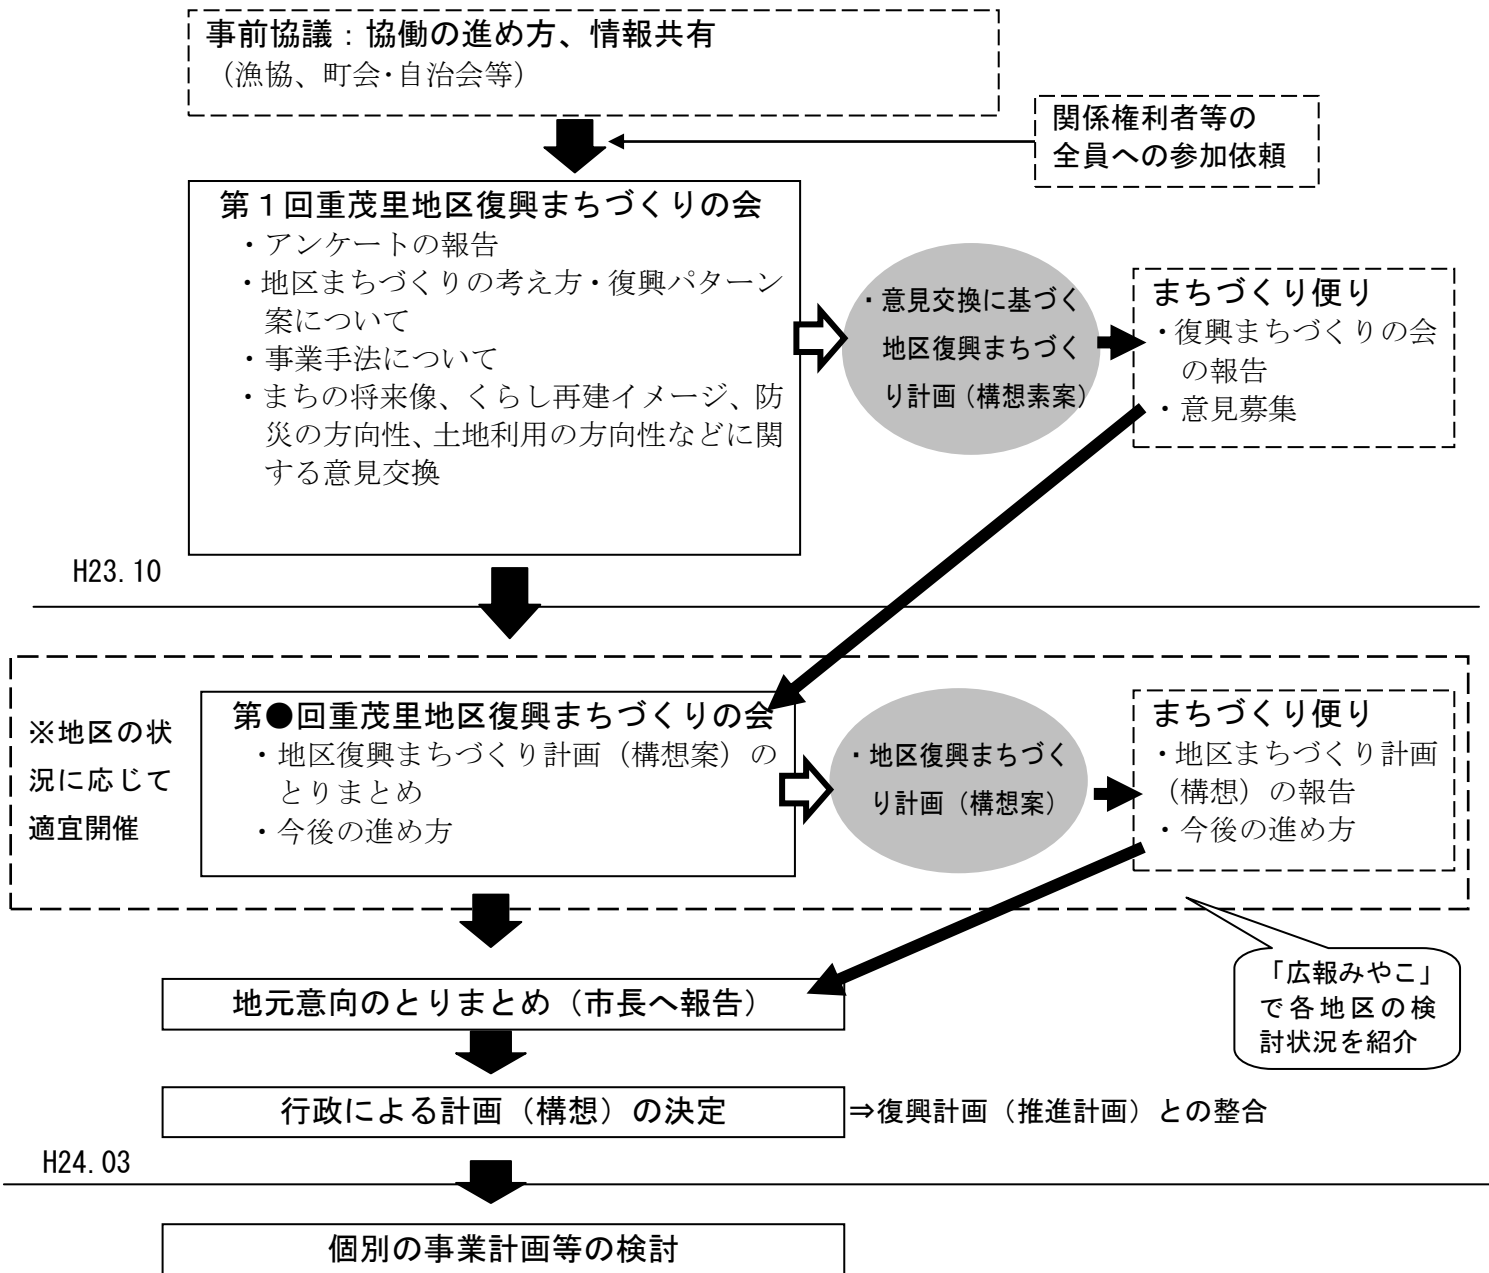 事前協議：協働の進め方、情報共有
（漁協、町会･自治会等）
関係権利者等の
全員への参加依頼
第１回重茂里地区復興まちづくりの会
・アンケートの報告
・地区まちづくりの考え方・復興パターン
案について
・事業手法について
・まちの将来像、くらし再建イメージ、防
災の方向性、土地利用の方向性などに関
する意見交換
・意見交換に基づく
地区復興まちづく
り計画（構想素案）
まちづくり便り
・復興まちづくりの会
の報告
・意見募集
H23.10
※地区の状
況に応じて
適宜開催
第●回重茂里地区復興まちづくりの会
・地区復興まちづくり計画（構想案）の
とりまとめ
・今後の進め方
・地区復興まちづく
り計画（構想案）
まちづくり便り
・地区まちづくり計画
（構想）の報告
・今後の進め方
「広報みやこ」
で各地区の検
討状況を紹介
地元意向のとりまとめ（市長へ報告）
行政による計画（構想）の決定
⇒復興計画（推進計画）との整合
H24.03
個別の事業計画等の検討